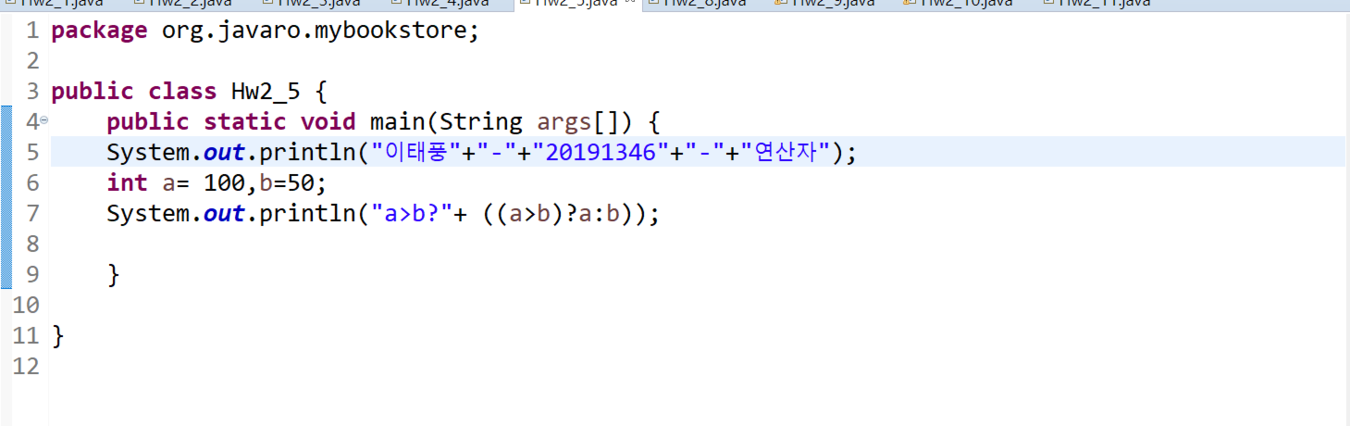 Hw2_1.java Hw2_2.java Hw2_3.java Hw2_4.java Hw2_5.java Hw2_8.java Hw2_9.java Hw2_10.java Hw2_11.java
1 package org.javaro.mybookstore;
2
3 public class Hw2_5 {
4 public static void main(String args[]) {
5 System.out.println("이태풍"+"-"+"20191346"+"-"+"연산자");
6 int a= 100,b=50;
7 System.out.println("a>b?"+ ((a>b)?a:b));
8
9 }
10
11 }
12